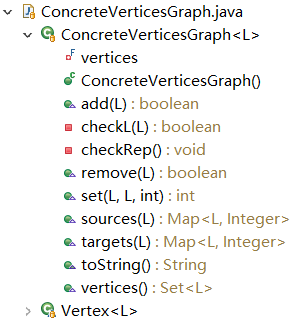 ConcreteVerticesGraph.java
ConcreteVerticesGraph<L>
F vertices
C ConcreteVerticesGraph()
add(L) : boolean
checkL(L) : boolean
checkRep() : void
remove(L) : boolean
set(L, L, int) : int
sources(L) : Map<L, Integer>
targets(L) : Map<L, Integer>
toString() : String
vertices() : Set<L>
Vertex<L>